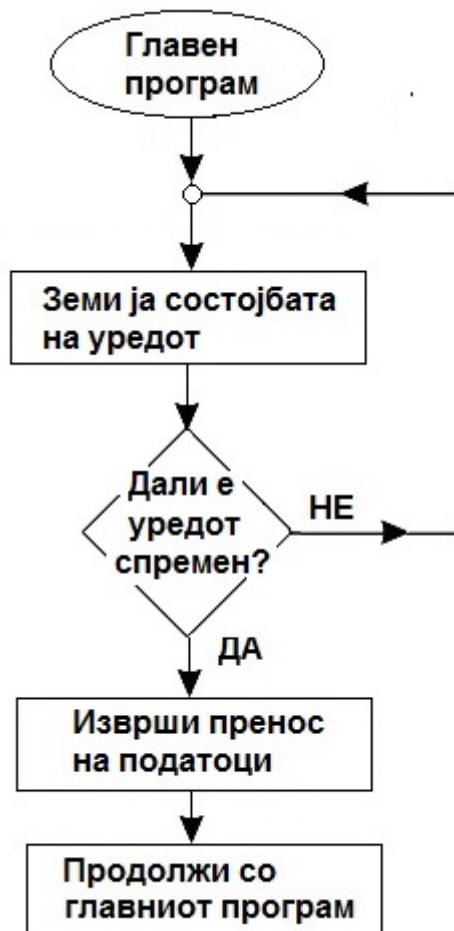 Главен
програм
Земи ја состојбата
на уредот
Дали е
уредот
спремен?
НЕ
ДА
Изврши пренос
на податоци
Продолжи со
главниот програм